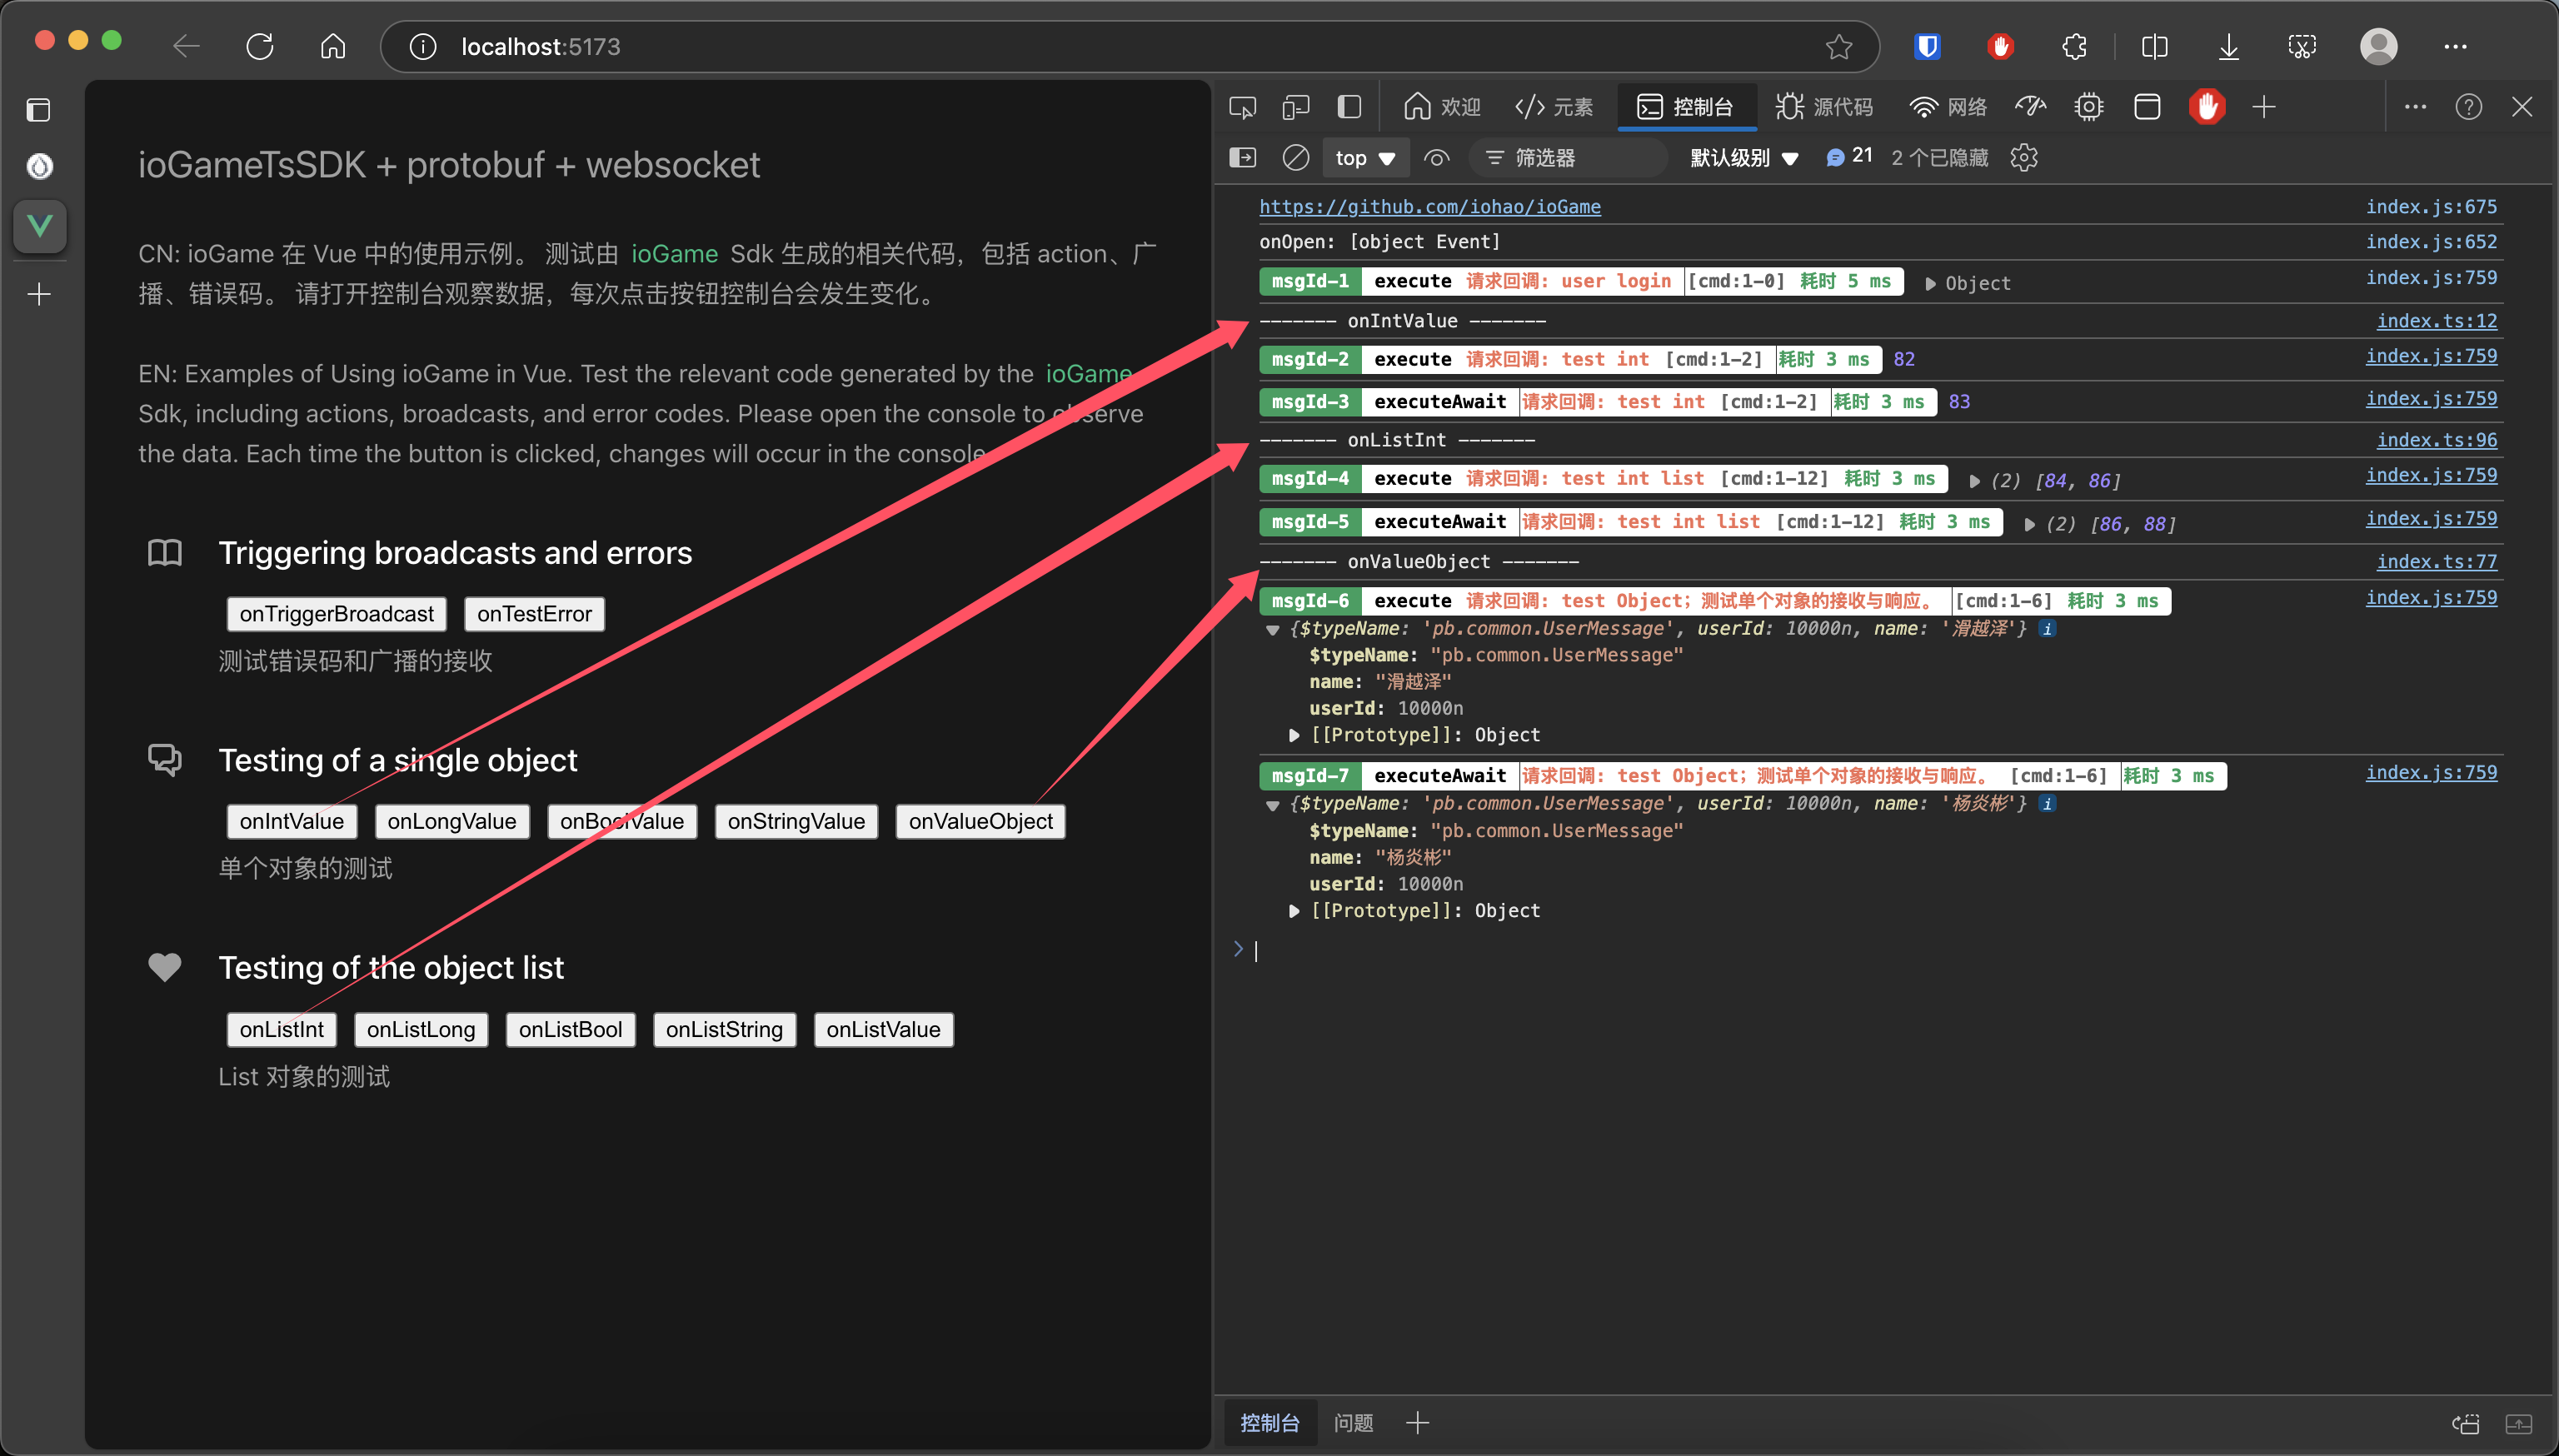 localhost:5173
ioGameTsSDK + protobuf + websocket
CN: ioGame 在 Vue 中的使用示例。 测试由 ioGame Sdk 生成的相关代码，包括 action、广
播、错误码。 请打开控制台观察数据，每次点击按钮控制台会发生变化。
EN: Examples of Using ioGame in Vue. Test the relevant code generated by the ioGame
Sdk, including actions, broadcasts, and error codes. Please open the console to observe
the data. Each time the button is clicked, changes will occur in the console
Triggering broadcasts and errors
onTriggerBroadcast onTestError
测试错误码和广播的接收
Testing of a single object
onIntValue onLongValue onBoolValue onStringValue onValueObject
单个对象的测试
Testing of the object list
onListInt onListLong onListBool onListString onListValue
List 对象的测试
欢迎 元素 控制台 源代码 网络
top 筛选器 默认级别 21 2 个已隐藏
https://github.com/iohao/ioGame index.js:675
onOpen: [object Event] index.js:652
msgId-1 execute 请求回调: user login [cmd:1-0] 耗时 5 ms Object index.js:759
------- onIntValue ------- index.ts:12
msgId-2 execute 请求回调: test int [cmd:1-2] 耗时 3 ms 82 index.js:759
msgId-3 executeAwait 请求回调: test int [cmd:1-2] 耗时 3 ms 83 index.js:759
------- onListInt ------- index.ts:96
msgId-4 execute 请求回调: test int list [cmd:1-12] 耗时 3 ms (2) [84, 86] index.js:759
msgId-5 executeAwait 请求回调: test int list [cmd:1-12] 耗时 3 ms (2) [86, 88] index.js:759
------- onValueObject ------- index.ts:77
msgId-6 execute 请求回调: test Object; 测试单个对象的接收与响应。 [cmd:1-6] 耗时 3 ms index.js:759
{$typeName: 'pb.common.UserMessage', userId: 10000n, name: '滑越泽'} i
$typeName: "pb.common.UserMessage"
name: "滑越泽"
userId: 10000n
[[Prototype]]: Object
msgId-7 executeAwait 请求回调: test Object; 测试单个对象的接收与响应。 [cmd:1-6] 耗时 3 ms index.js:759
{$typeName: 'pb.common.UserMessage', userId: 10000n, name: '杨炎彬'} i
$typeName: "pb.common.UserMessage"
name: "杨炎彬"
userId: 10000n
[[Prototype]]: Object
控制台 问题